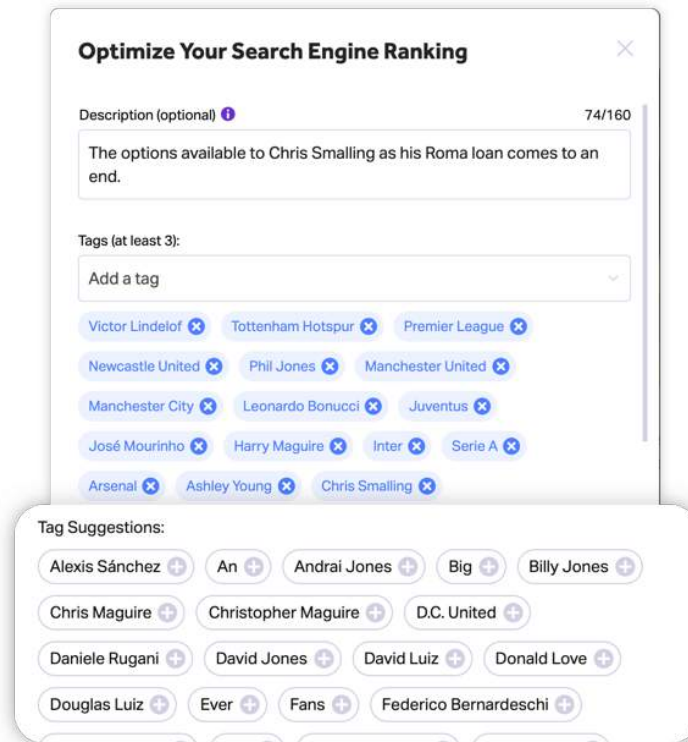 Optimize Your Search Engine Ranking
Description (optional) 74/160
The options available to Chris Smalling as his Roma loan comes to an
end.
Tags (at least 3):
Add a tag
Victor Lindelof Tottenham Hotspur Premier League
Newcastle United Phil Jones Manchester United
Manchester City Leonardo Bonucci Juventus
José Mourinho Harry Maguire Inter Serie A
Arsenal Ashley Young Chris Smalling
Tag Suggestions:
Alexis Sánchez An Andrai Jones Big Billy Jones
Chris Maguire Christopher Maguire D.C. United
Daniele Rugani David Jones David Luiz Donald Love
Douglas Luiz Ever Fans Federico Bernardeschi